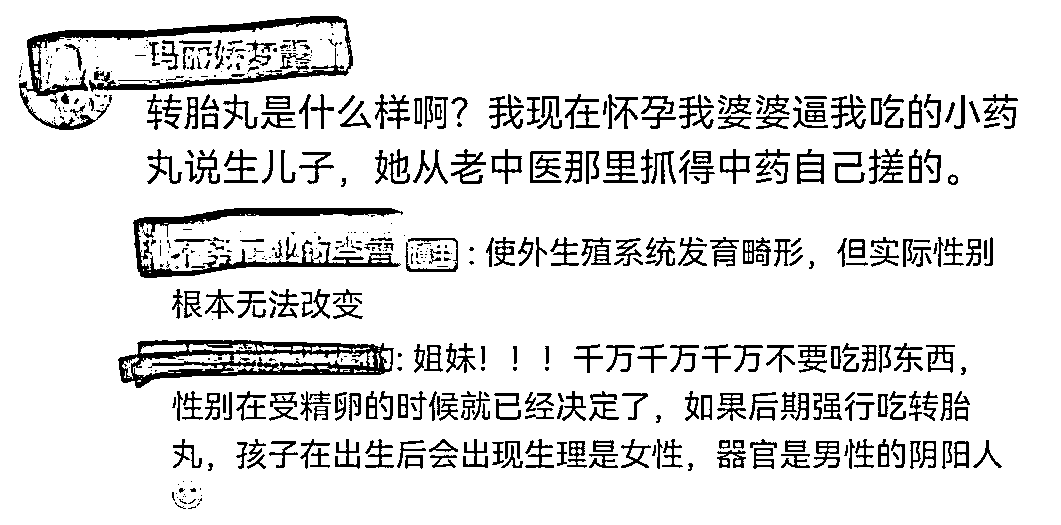 转胎丸是什么样啊？我现在怀孕我婆婆逼我吃的小药
丸说生儿子，她从老中医那里抓得中药自己搓的。
：使外生殖系统发育畸形，但实际性别
根本无法改变
的: 姐妹！！！千万千万千万不要吃那东西，
性别在受精卵的时候就已经决定了，如果后期强行吃转胎
丸，孩子在出生后会出现生理是女性，器官是男性的阴阳人